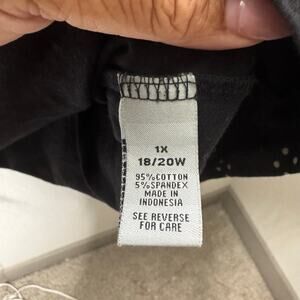 1X
18/20W
95%COTTON
5%SPANDEX
MADE IN
INDONESIA
SEE REVERSE
FOR CARE